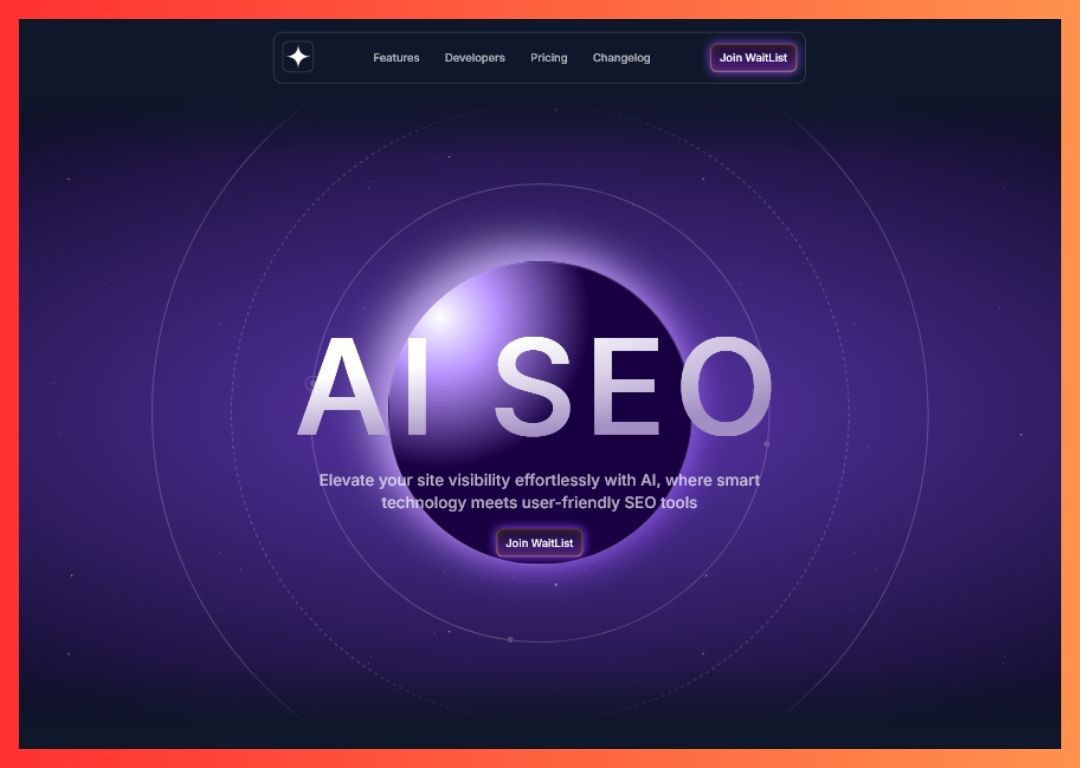 Features
Developers
Pricing
Changelog
Join WaitList
AI SEO
Elevate your site visibility effortlessly with AI, where smart
technology meets user-friendly SEO tools
Join WaitList